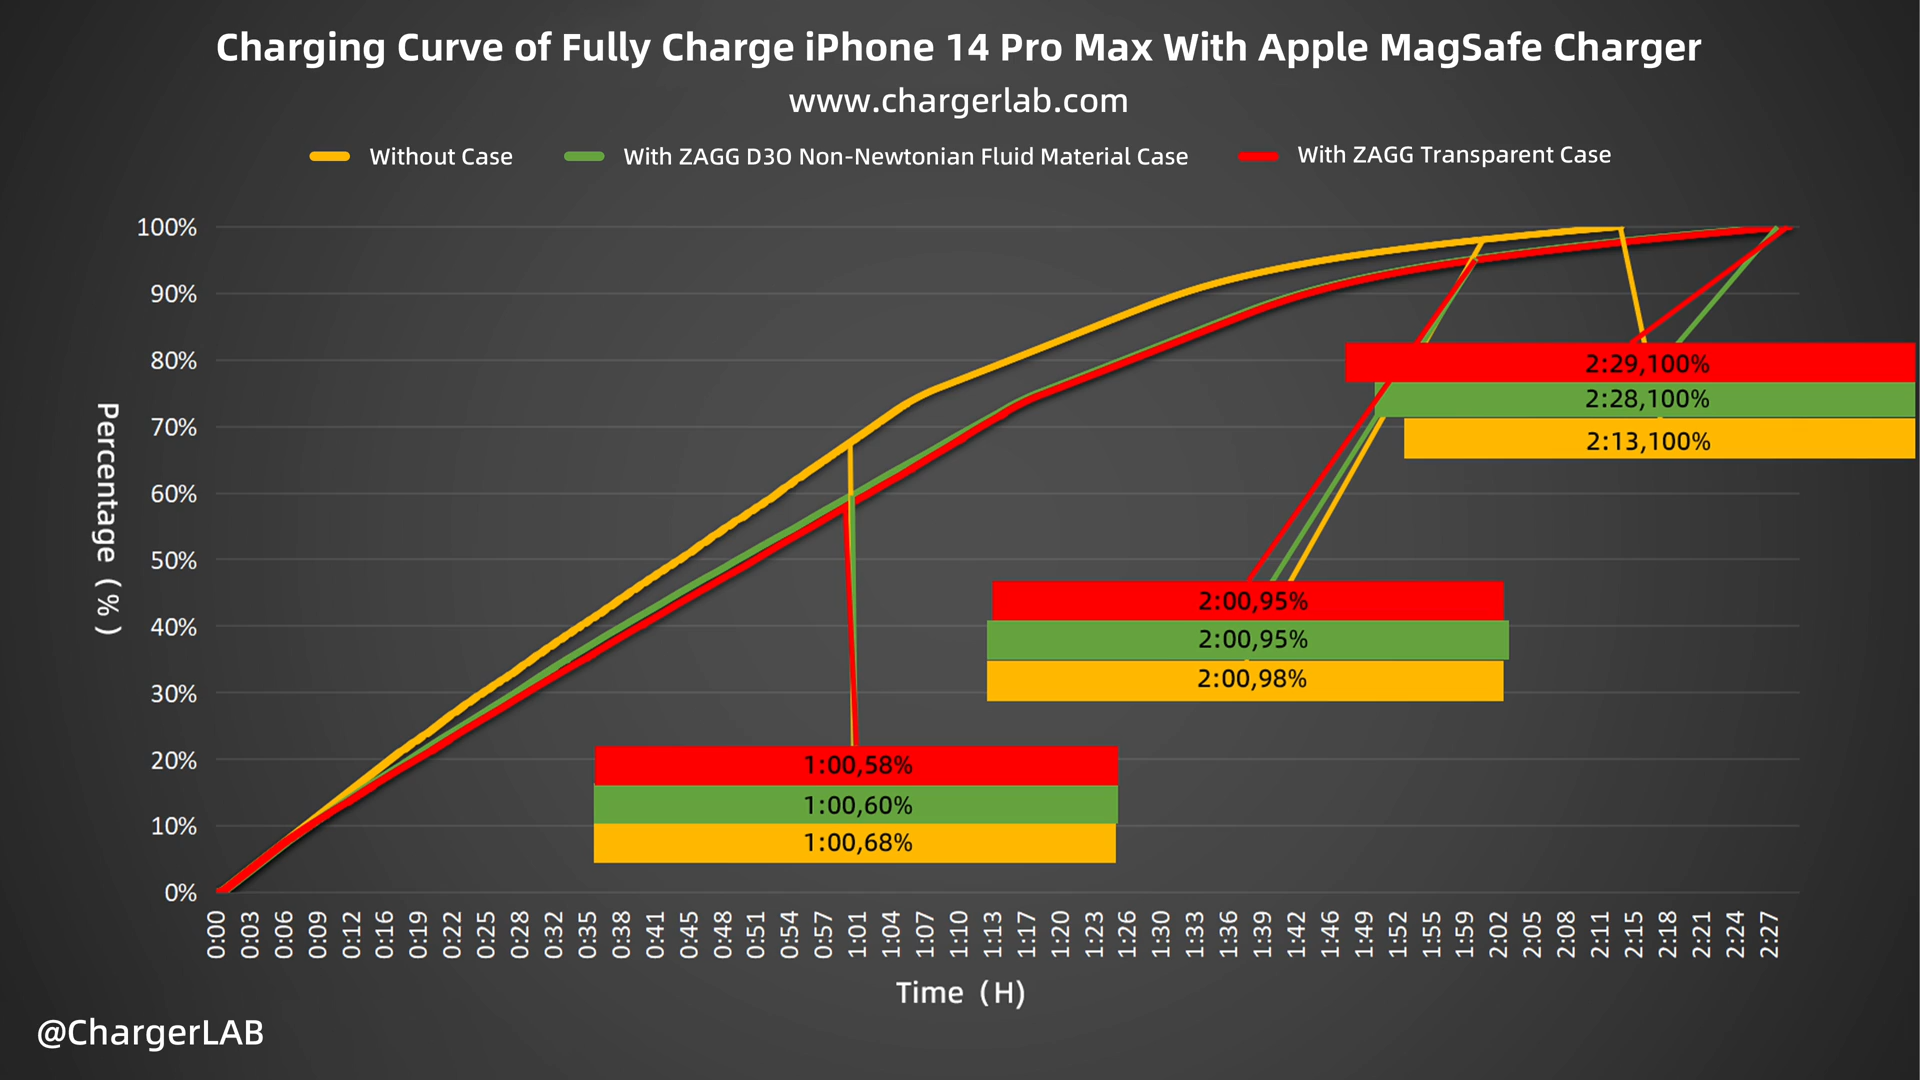 Charging Curve of Fully Charge iPhone 14 Pro Max With Apple MagSafe Charger
www.chargerlab.com
Without Case
With ZAGG D3O Non-Newtonian Fluid Material Case
With ZAGG Transparent Case
100%
90%
80%
70%
60%
50%
40%
30%
20%
10%
0%
Percentage (%)
2:29,100%
2:28,100%
2:13,100%
2:00,95%
2:00,95%
2:00,98%
1:00,58%
1:00,60%
1:00,68%
0:00 0:03 0:06 0:09 0:12 0:16 0:19 0:22 0:25 0:28 0:32 0:35 0:38 0:41 0:45 0:48 0:51 0:54 0:57 1:01 1:04 1:07 1:10 1:13 1:17 1:20 1:23 1:26 1:30 1:33 1:36 1:39 1:42 1:46 1:49 1:52 1:55 1:59 2:02 2:05 2:08 2:11 2:15 2:18 2:21 2:24 2:27
Time (H)
@ChargerLAB